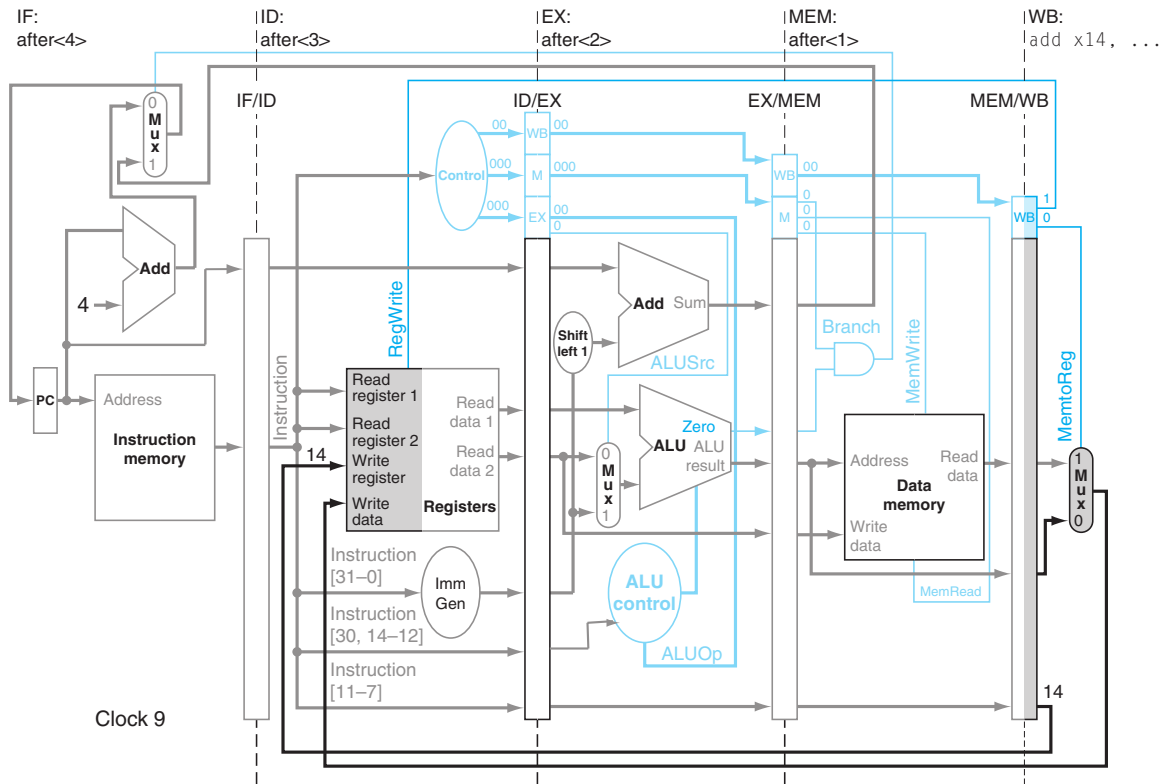 IF:
after<4>
ID:
after<3>
EX:
after<2>
MEM:
after<1>
WB:
add x14, ...
IF/ID
ID/EX
EX/MEM
MEM/WB
0
Mux
1
Control
00
000
000
WB
M
EX
00
000
00
0
WB
M
00
0
0
0
WB
1
0
Add
4
RegWrite
Add
Sum
Shift
left 1
ALUSrc
Branch
MemWrite
MemtoReg
PC
Address
Instruction
memory
Instruction
Read
register 1
Read
register 2
Write
register
Write
data
Read
data 1
Read
data 2
Registers
14
0
Mux
1
Zero
ALU
ALU
result
Address
Read
data
Data
memory
Write
data
MemRead
1
Mux
0
Instruction
[31–0]
Imm
Gen
ALU
control
Instruction
[30, 14–12]
ALUOp
Instruction
[11–7]
14
Clock 9